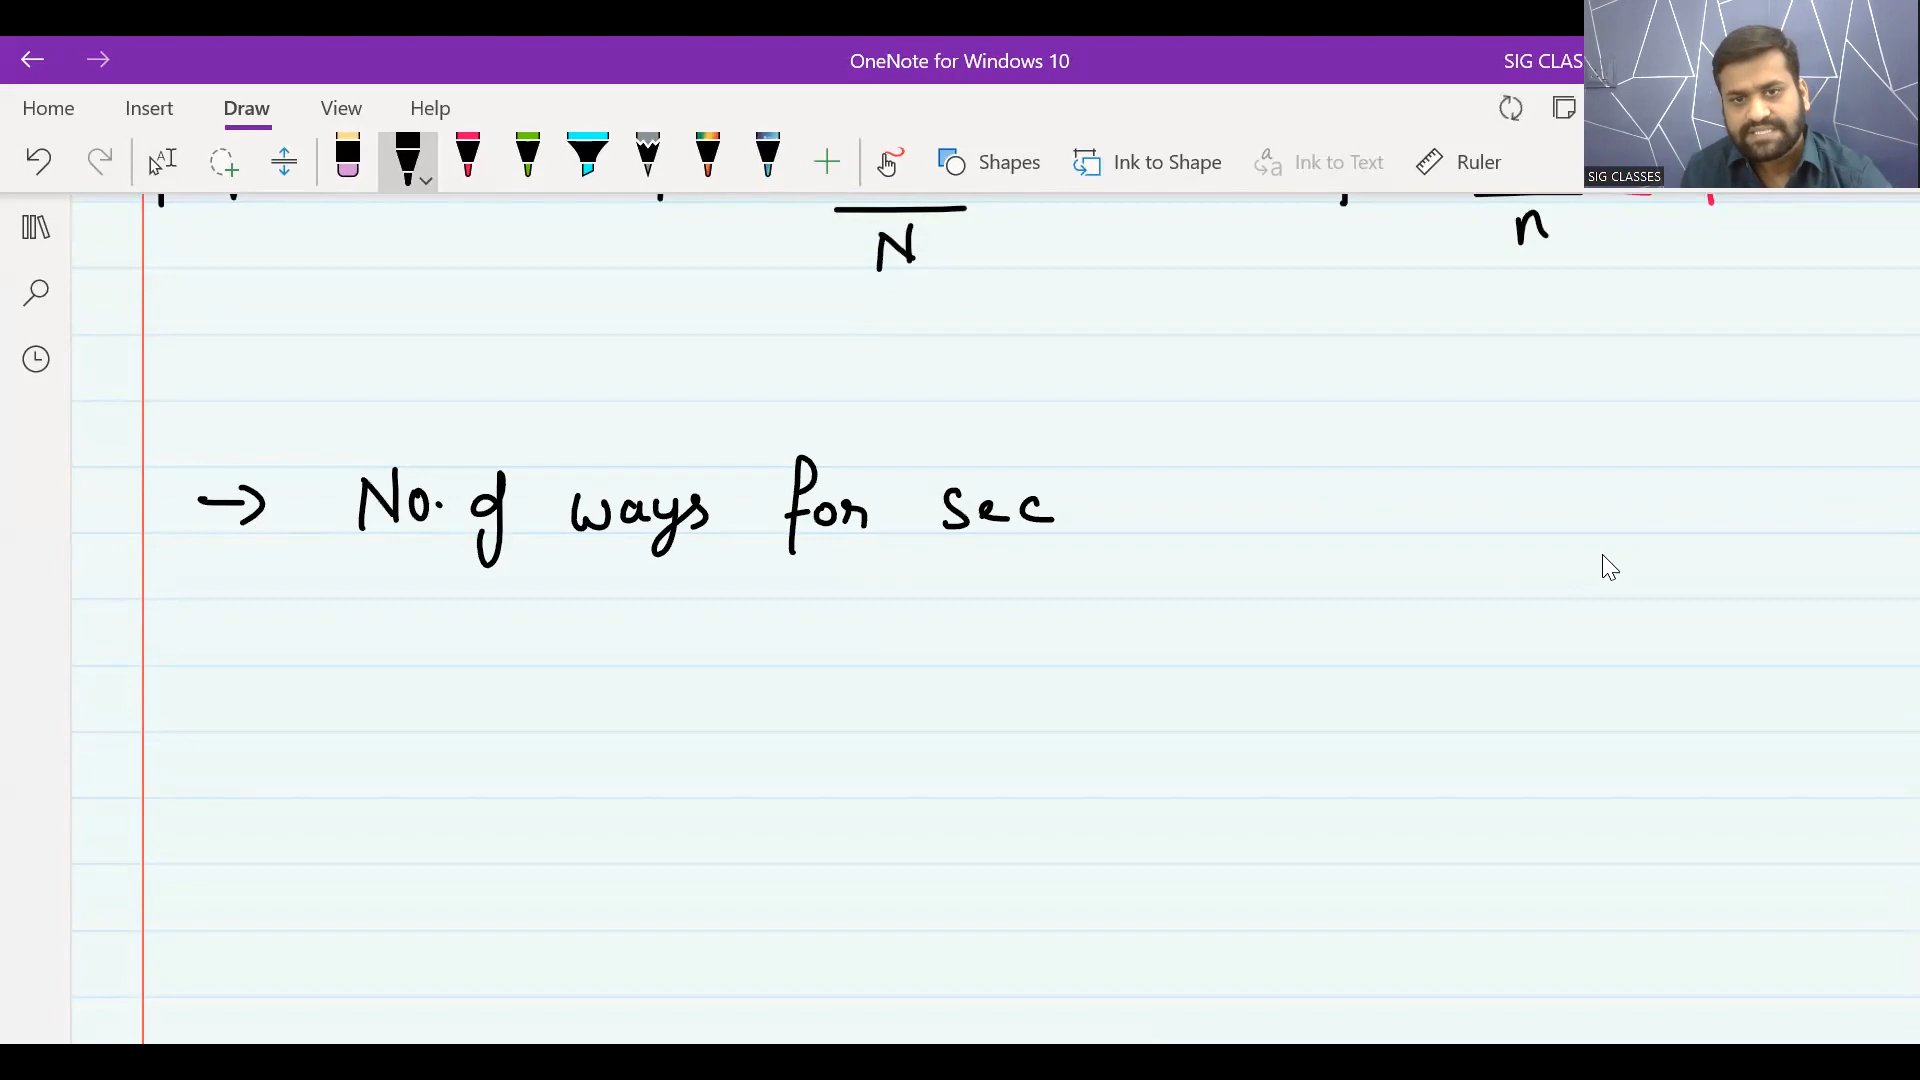 OneNote for Windows 10
SIG CLAS
Home Insert Draw View Help
Shapes Ink to Shape Ink to Text Ruler
SIG CLASSES
N
n
→ No. of ways for sec